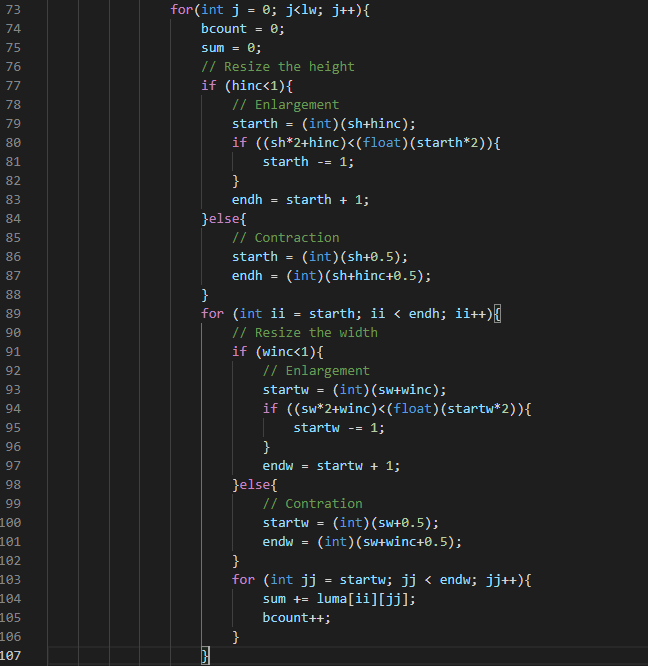 73 for(int j = 0; j<lw; j++){
74 bcount = 0;
75 sum = 0;
76 // Resize the height
77 if (hinc<1){
78 // Enlargement
79 starth = (int)(sh+hinc);
80 if ((sh*2+hinc)<(float)(starth*2)){
81 starth -= 1;
82 }
83 endh = starth + 1;
84 }else{
85 // Contraction
86 starth = (int)(sh+0.5);
87 endh = (int)(sh+hinc+0.5);
88 }
89 for (int ii = starth; ii < endh; ii++){
90 // Resize the width
91 if (winc<1){
92 // Enlargement
93 startw = (int)(sw+winc);
94 if ((sw*2+winc)<(float)(startw*2)){
95 startw -= 1;
96 }
97 endw = startw + 1;
98 }else{
99 // Contration
100 startw = (int)(sw+0.5);
101 endw = (int)(sw+winc+0.5);
102 }
103 for (int jj = startw; jj < endw; jj++){
104 sum += luma[ii][jj];
105 bcount++;
106 }
107 }